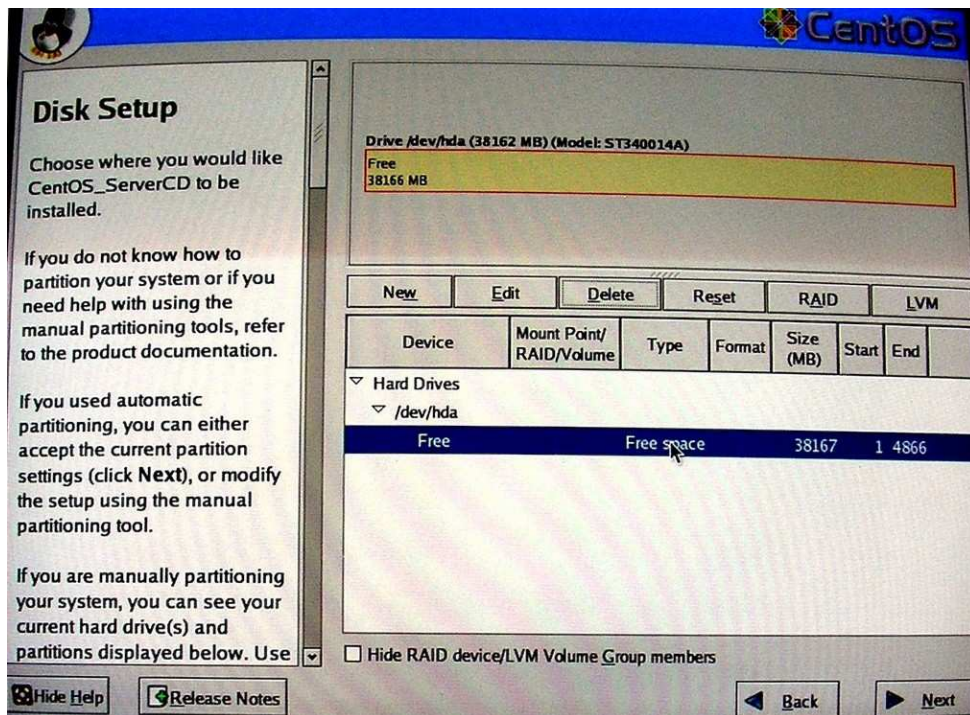 CentOS
Disk Setup
Choose where you would like
CentOS_ServerCD to be
installed.
If you do not know how to
partition your system or if you
need help with using the
manual partitioning tools, refer
to the product documentation.
If you used automatic
partitioning, you can either
accept the current partition
settings (click Next), or modify
the setup using the manual
partitioning tool.
If you are manually partitioning
your system, you can see your
current hard drive(s) and
partitions displayed below. Use
Drive /dev/hda (38162 MB) (Model: ST340014A)
Free
38166 MB
New Edit Delete Reset RAID LVM
Device Mount Point/ RAID/Volume Type Format Size (MB) Start End
Hard Drives
/dev/hda
Free Free space 38167 1 4866
Hide RAID device/LVM Volume Group members
Hide Help Release Notes Back Next